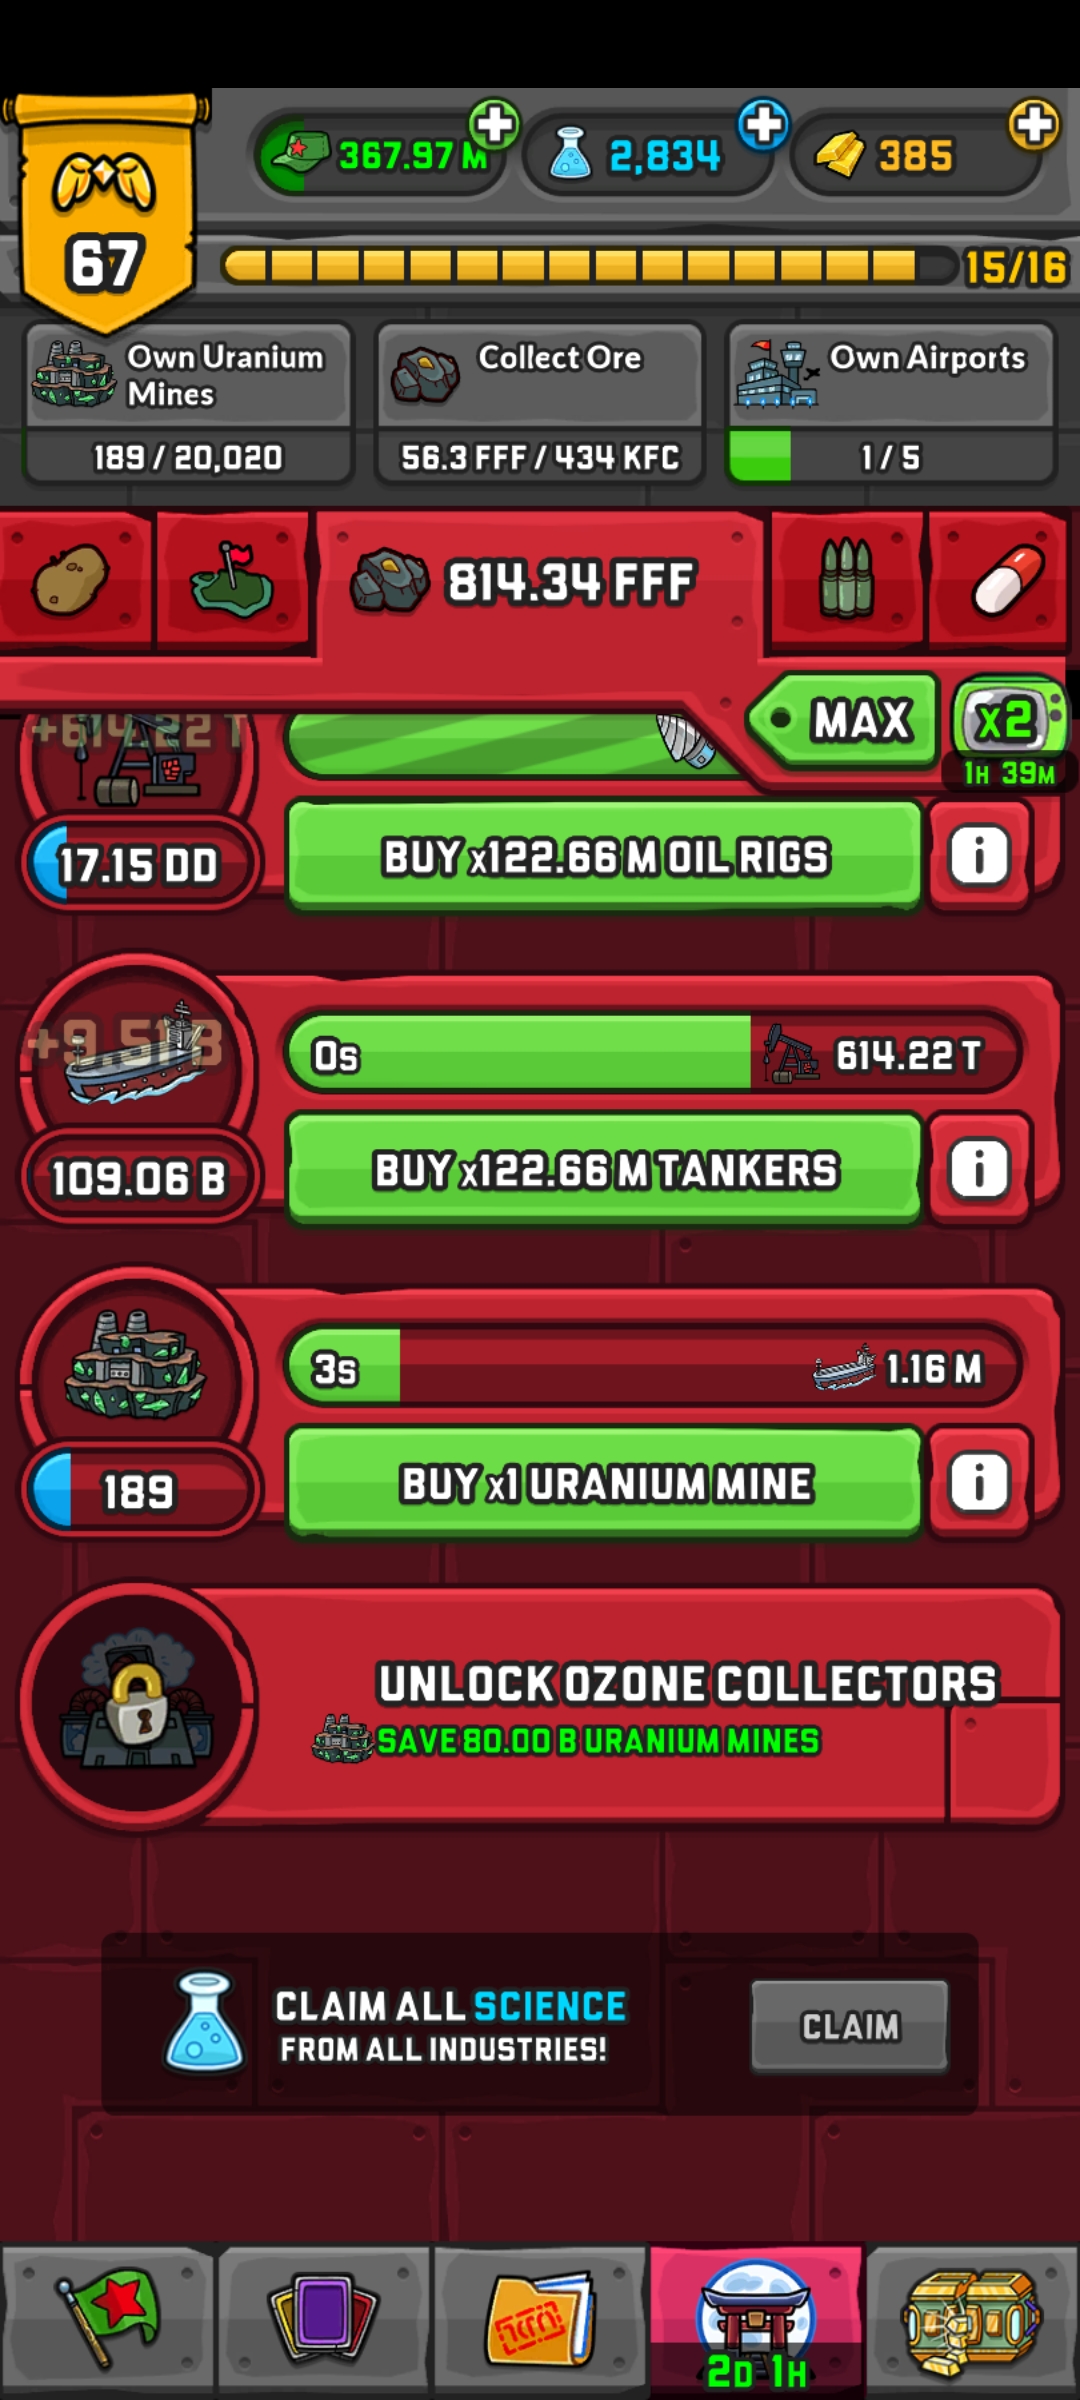 367.97 M
2,834
385
67
15/16
Own Uranium
Mines
189 / 20,020
Collect Ore
56.3 FFF / 434 KFC
Own Airports
1 / 5
814.34 FFF
MAX
x2
1H 39M
+614.22 T
17.15 DD
BUY x122.66 M OIL RIGS
i
0s
614.22 T
109.06 B
BUY x122.66 M TANKERS
i
3s
1.16 M
189
BUY x1 URANIUM MINE
i
UNLOCK OZONE COLLECTORS
SAVE 80.00 B URANIUM MINES
CLAIM ALL SCIENCE
FROM ALL INDUSTRIES!
CLAIM
2D 1H